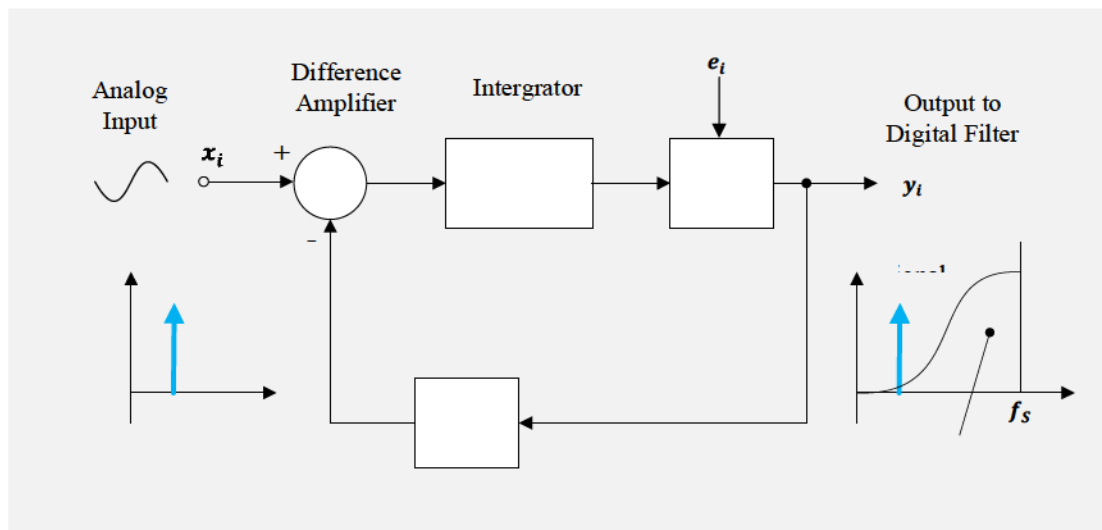 Analog
Input
Difference
Amplifier
Intergrator
e_i
Output to
Digital Filter
x_i
+
-
y_i
f_S